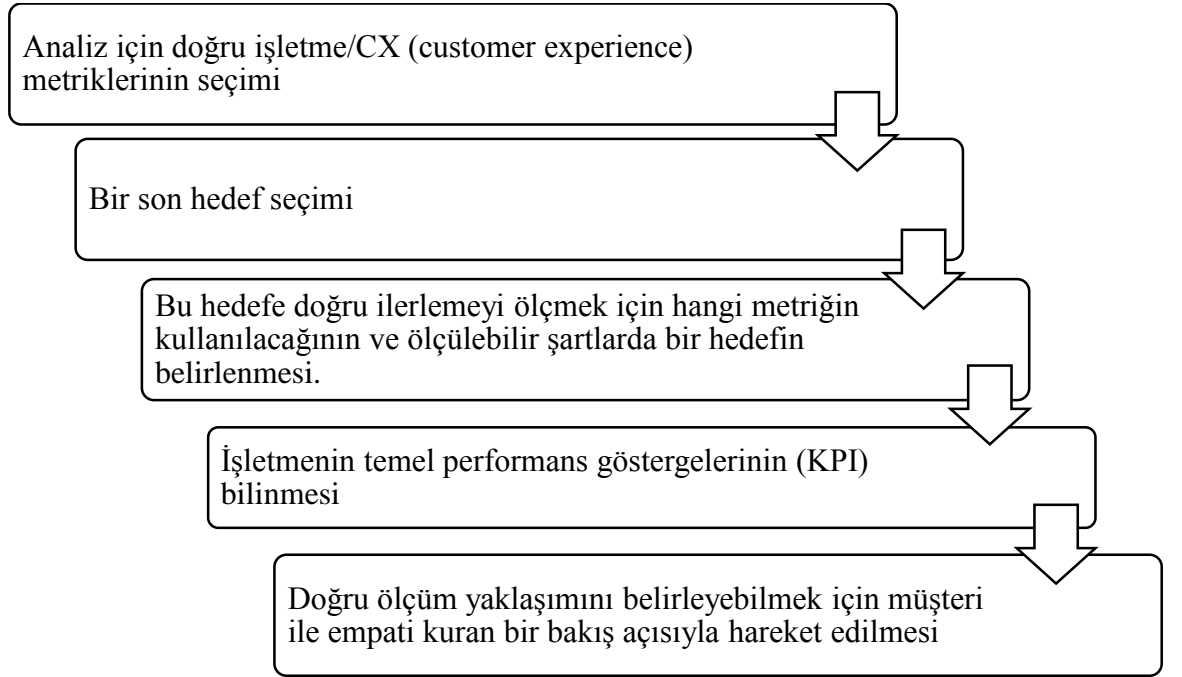 Analiz için doğru işletme/CX (customer experience)
metriklerinin seçimi
Bir son hedef seçimi
Bu hedefe doğru ilerlemeyi ölçmek için hangi metriğin
kullanılacağının ve ölçülebilir şartlarda bir hedefin
belirlenmesi.
İşletmenin temel performans göstergelerinin (KPI)
bilinmesi
Doğru ölçüm yaklaşımını belirleyebilmek için müşteri
ile empati kuran bir bakış açısıyla hareket edilmesi